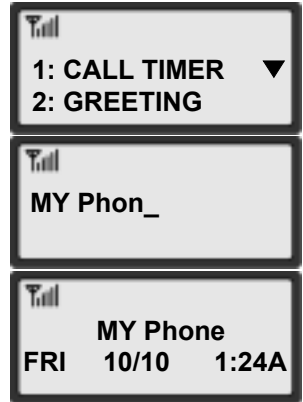 1: CALL TIMER ▼
2: GREETING
MY Phon_
MY Phone
FRI 10/10 1:24A